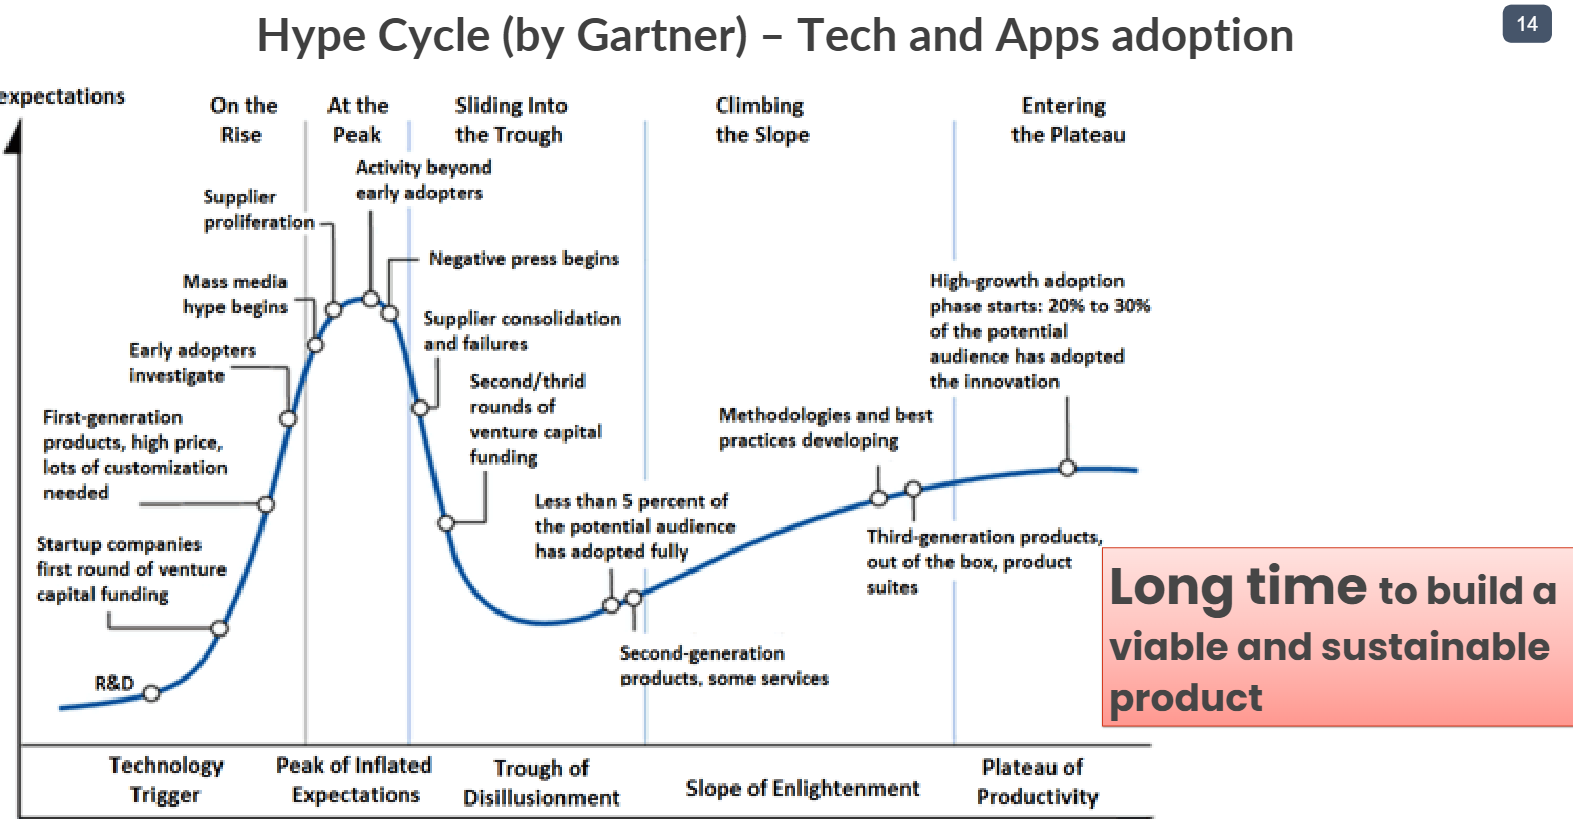 Hype Cycle (by Gartner) – Tech and Apps adoption
14
expectations
On the
Rise
At the
Peak
Sliding Into
the Trough
Climbing
the Slope
Entering
the Plateau
Activity beyond
early adopters
Supplier
proliferation
Negative press begins
Mass media
hype begins
Supplier consolidation
and failures
Early adopters
investigate
Second/thrid
rounds of
venture capital
funding
First-generation
products, high price,
lots of customization
needed
High-growth adoption
phase starts: 20% to 30%
of the potential
audience has adopted
the innovation
Methodologies and best
practices developing
Less than 5 percent of
the potential audience
has adopted fully
Startup companies
first round of venture
capital funding
Third-generation products,
out of the box, product
suites
Second-generation
products, some services
R&D
Long time to build a
viable and sustainable
product
Technology
Trigger
Peak of Inflated
Expectations
Trough of
Disillusionment
Slope of Enlightenment
Plateau of
Productivity